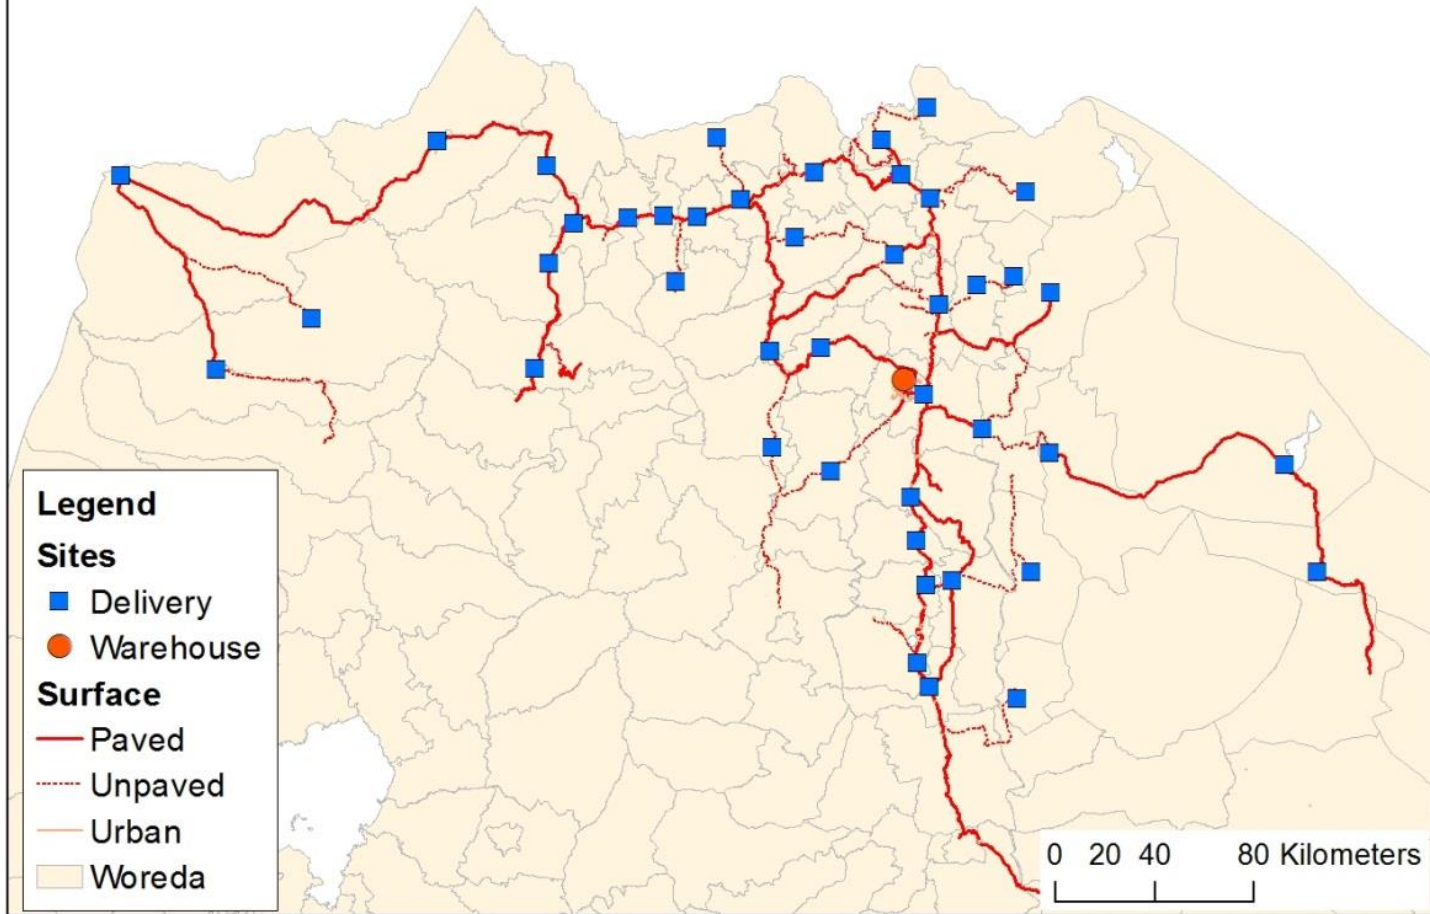 Legend
Sites
Delivery
Warehouse
Surface
Paved
Unpaved
Urban
Woreda
0 20 40 80 Kilometers